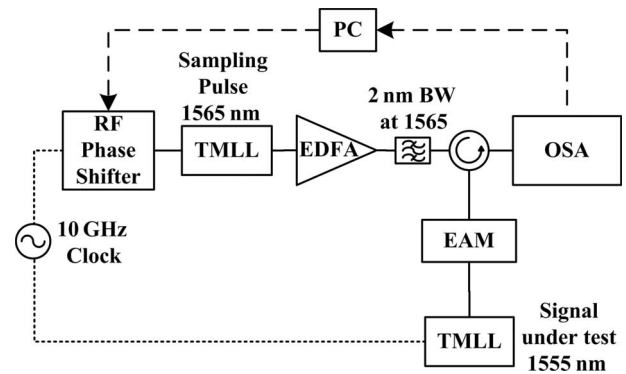 PC
Sampling
Pulse
1565 nm
2 nm BW
at 1565
RF
Phase
Shifter
TMLL
EDFA
OSA
EAM
10 GHz
Clock
TMLL
Signal
under test
1555 nm